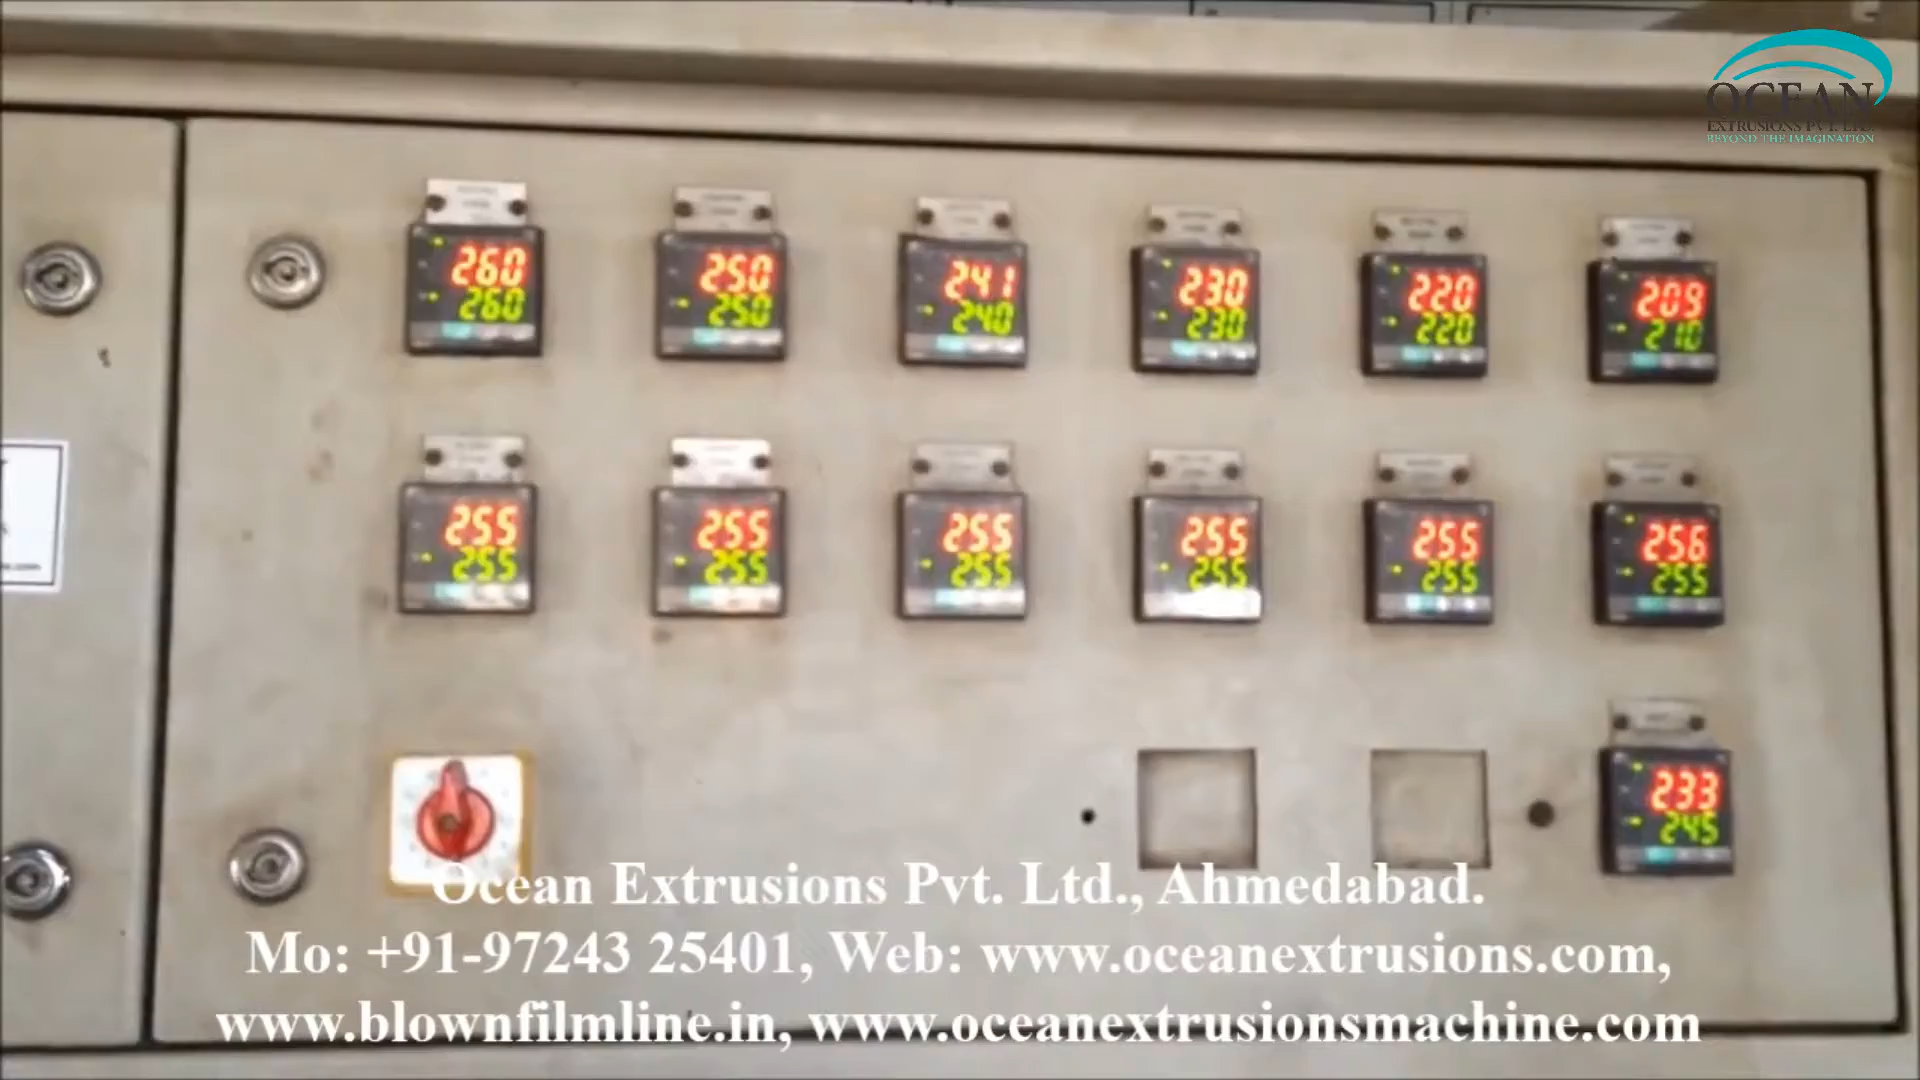 OCEAN
EXTRUSIONS PVT. LTD.
BEYOND THE IMAGINATION
260 250 241 230 220 209
260 250 240 230 220 210
255 255 255 255 255 256
255 255 255 255 255 255
233
245
Ocean Extrusions Pvt. Ltd., Ahmedabad.
Mo: +91-97243 25401, Web: www.oceanextrusions.com,
www.blownfilmline.in, www.oceanextrusionsmachine.com